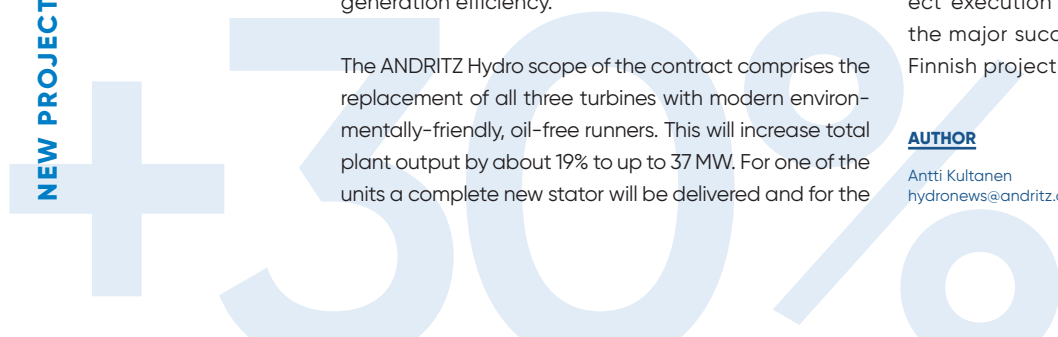 NEW PROJECT
generation efficiency.
The ANDRITZ Hydro scope of the contract comprises the
replacement of all three turbines with modern environ-
mentally-friendly, oil-free runners. This will increase total
plant output by about 19% to up to 37 MW. For one of the
units a complete new stator will be delivered and for the
ect execution
the major succ
Finnish project
AUTHOR
Antti Kultanen
hydronews@andritz.c
+30%